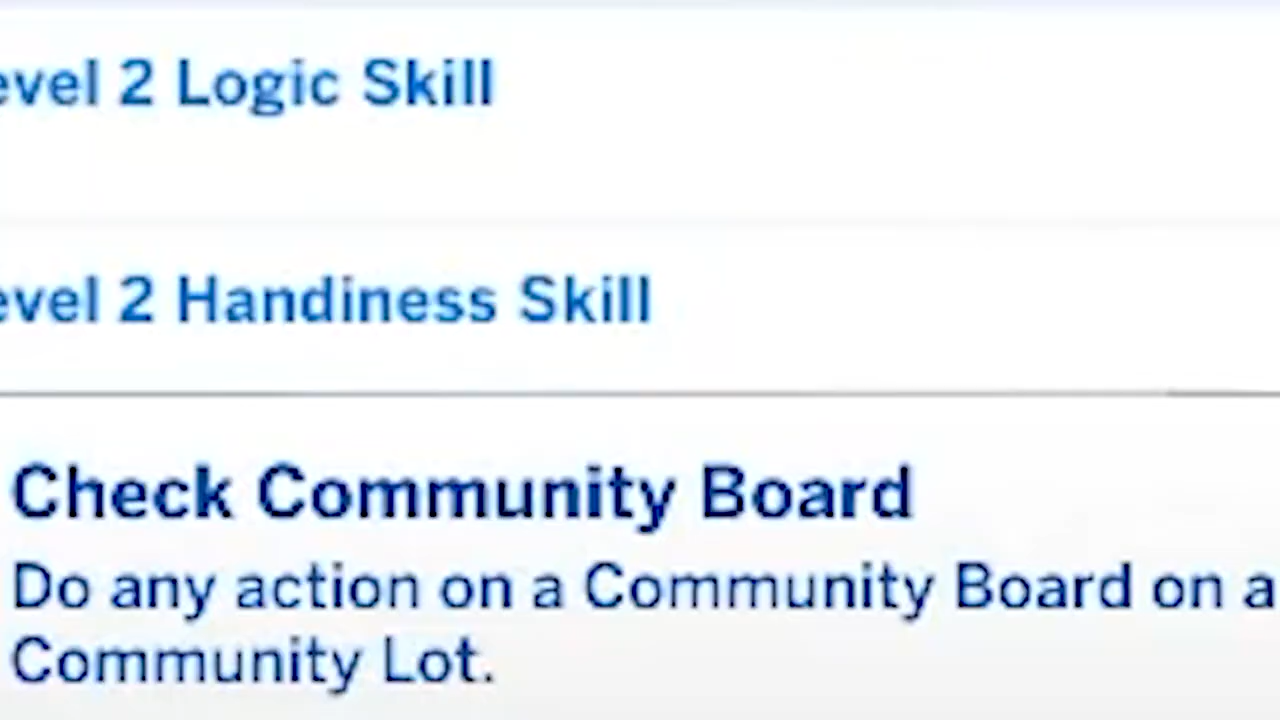 evel 2 Logic Skill
evel 2 Handiness Skill
Check Community Board
Do any action on a Community Board on a
Community Lot.